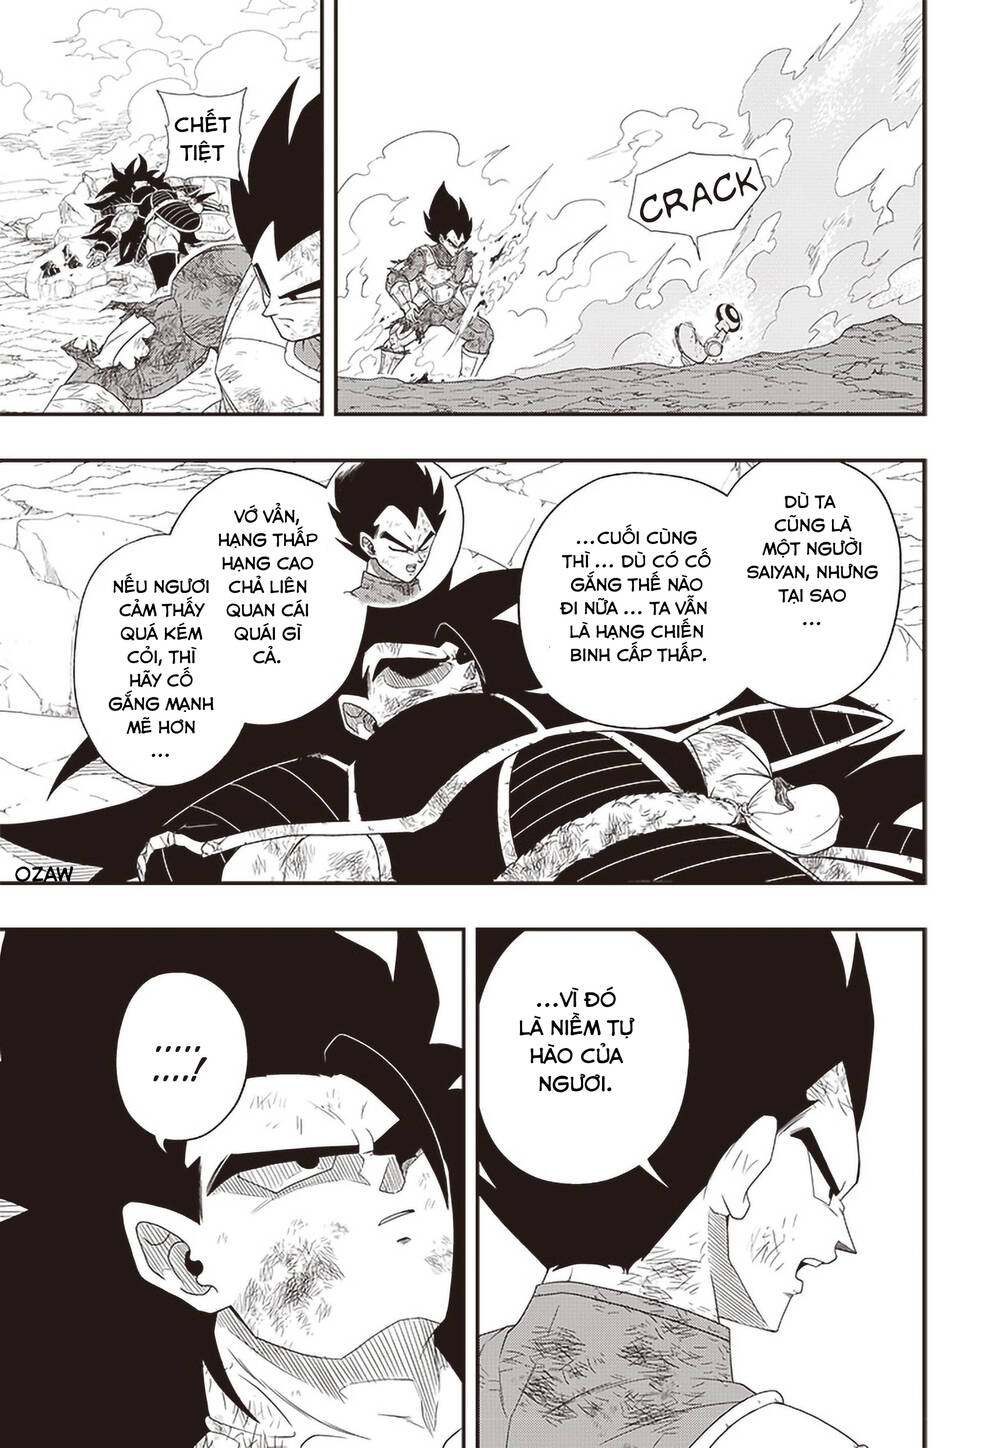 CRACK
CHẾT
TIỆT
DÙ TA
CŨNG LÀ
MỘT NGƯỜI
SAIYAN, NHƯNG
TẠI SAO
...
...CUỐI CÙNG
THÌ ... DÙ CÓ CỐ
GẮNG THẾ NÀO
ĐI NỮA ... TA VẪN
LÀ HẠNG CHIẾN
BINH CẤP THẤP.
VỚ VẨN,
HẠNG THẤP
HẠNG CAO
CHẢ LIÊN
QUAN CÁI
QUÁI GÌ
CẢ.
NẾU NGƯƠI
CẢM THẤY
QUÁ KÉM
CỎI, THÌ
HÃY CỐ
GẮNG MẠNH
MẼ HƠN
...
OZAW
...VÌ ĐÓ
LÀ NIỀM TỰ
HÀO CỦA
NGƯƠI.
.....
....!